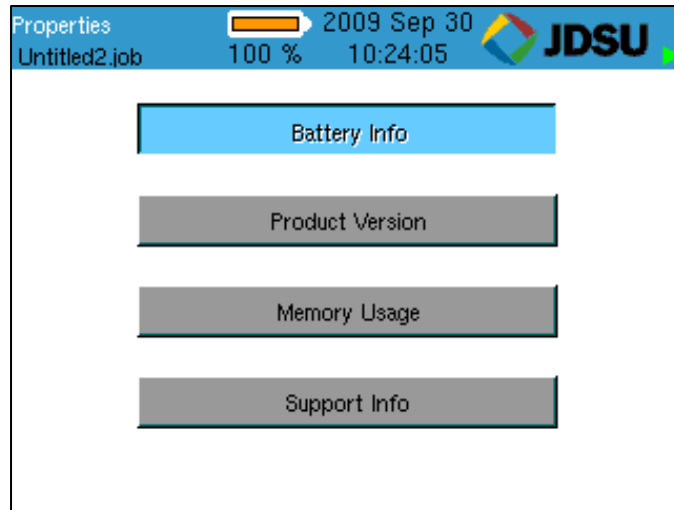 Properties 2009 Sep 30
Untitled2.job 100 % 10:24:05 JDSU
Battery Info
Product Version
Memory Usage
Support Info